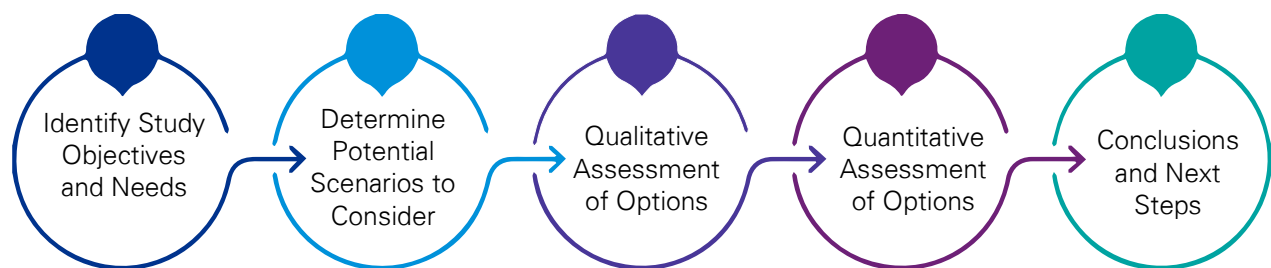 Identify Study
Objectives
and Needs
Determine
Potential
Scenarios to
Consider
Qualitative
Assessment
of Options
Quantitative
Assessment
of Options
Conclusions
and Next
Steps